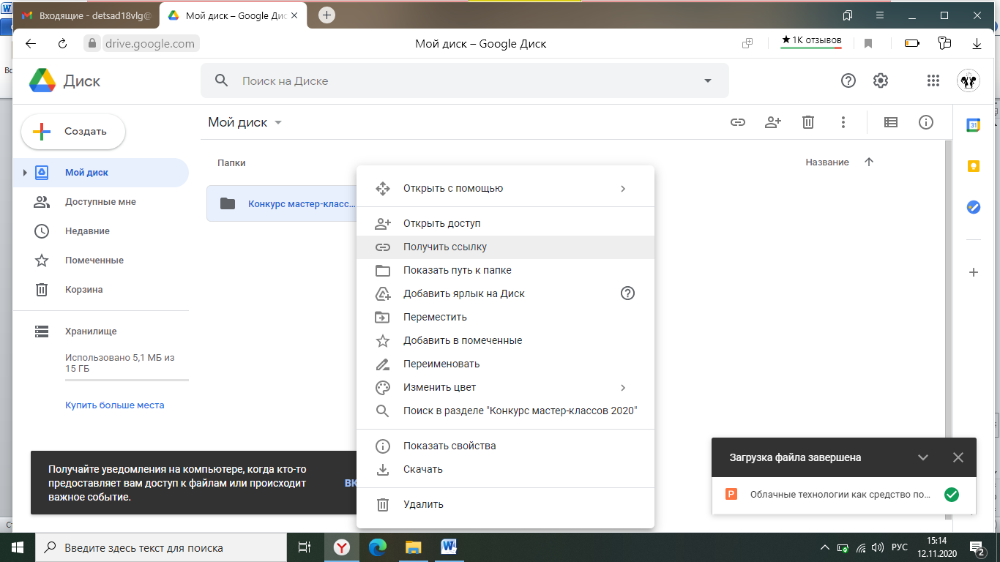 Входящие - detsad18vlg@
Мой диск – Google Дис
drive.google.com
Мой диск – Google Диск
★1K отзывов
Диск
Поиск на Диске
Создать
Мой диск
Название
Мой диск
Доступные мне
Недавние
Помеченные
Корзина
Хранилище
Использовано 5,1 МБ из
15 ГБ
Купить больше места
Папки
Конкурс мастер-класс...
Открыть с помощью
Открыть доступ
Получить ссылку
Показать путь к папке
Добавить ярлык на Диск
Переместить
Добавить в помеченные
Переименовать
Изменить цвет
Поиск в разделе "Конкурс мастер-классов 2020"
Показать свойства
Скачать
Удалить
Получайте уведомления на компьютере, когда кто-то
предоставляет вам доступ к файлам или происходит
важное событие.
ВК
Загрузка файла завершена
P
Облачные технологии как средство по...
31
Введите здесь текст для поиска
РУС
15:14
12.11.2020
2